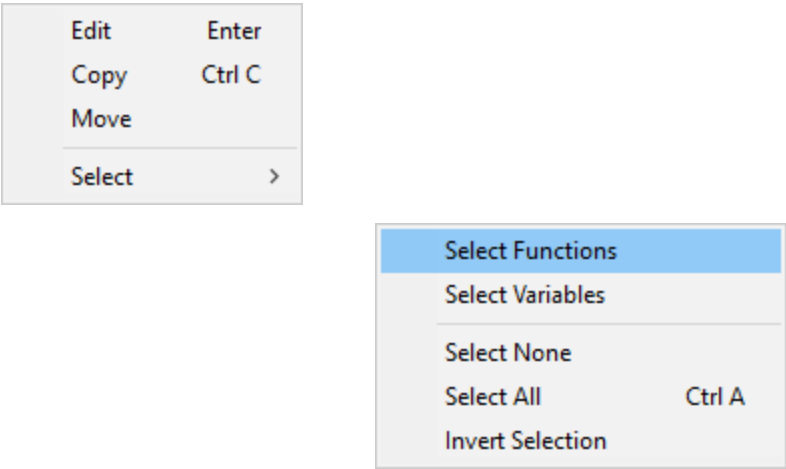 Edit Enter
Copy Ctrl C
Move
Select >
Select Functions
Select Variables
Select None
Select All Ctrl A
Invert Selection